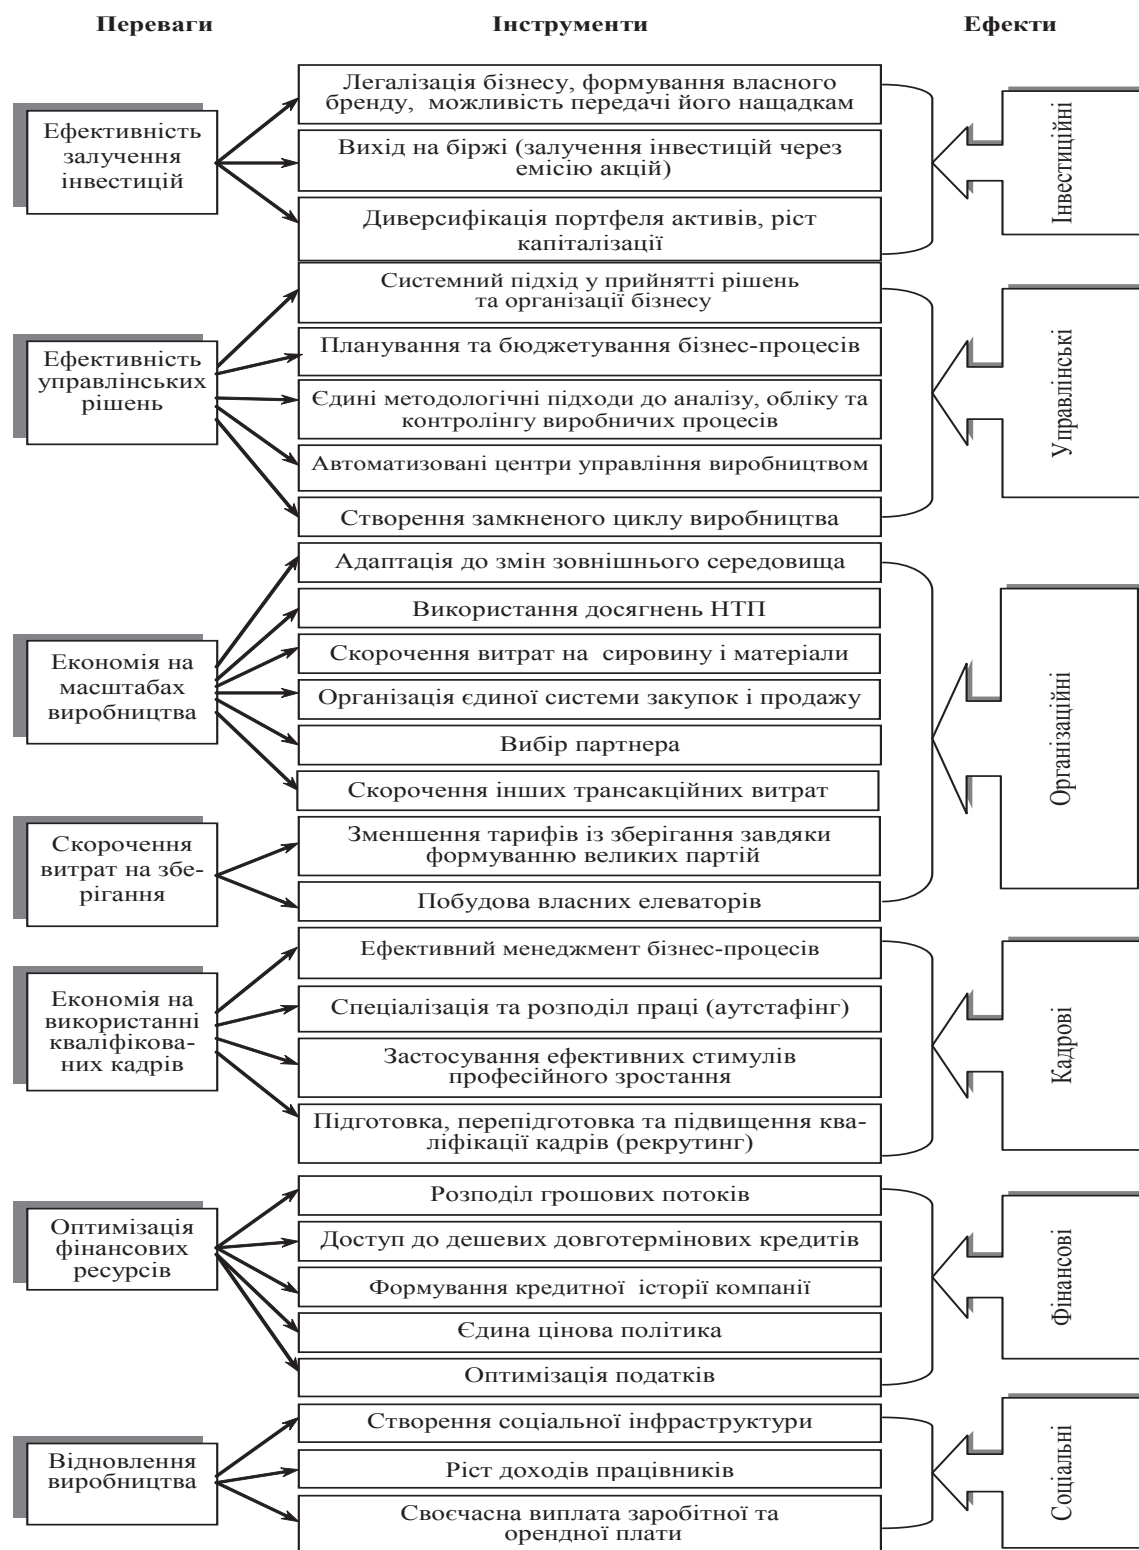 Переваги
Інструменти
Ефекти
Ефективність
залучення
інвестицій
Легалізація бізнесу, формування власного
бренду, можливість передачі його нащадкам
Вихід на біржі (залучення інвестицій через
емісію акцій)
Диверсифікація портфеля активів, ріст
капіталізації
Інвестиційні
Ефективність
управлінських
рішень
Системний підхід у прийнятті рішень
та організації бізнесу
Планування та бюджетування бізнес-процесів
Єдині методологічні підходи до аналізу, обліку та
контролінгу виробничих процесів
Автоматизовані центри управління виробництвом
Створення замкненого циклу виробництва
Управлінські
Економія на
масштабах
виробництва
Адаптація до змін зовнішнього середовища
Використання досягнень НТП
Скорочення витрат на сировину і матеріали
Організація єдиної системи закупок і продажу
Вибір партнера
Скорочення інших трансакційних витрат
Скорочення
витрат на збе-
рігання
Зменшення тарифів із зберігання завдяки
формуванню великих партій
Побудова власних елеваторів
Організаційні
Економія на
використанні
кваліфікова-
них кадрів
Ефективний менеджмент бізнес-процесів
Спеціалізація та розподіл праці (аутстафінг)
Застосування ефективних стимулів
професійного зростання
Підготовка, перепідготовка та підвищення ква-
ліфікації кадрів (рекрутинг)
Кадрові
Оптимізація
фінансових
ресурсів
Розподіл грошових потоків
Доступ до дешевих довготермінових кредитів
Формування кредитної історії компанії
Єдина цінова політика
Оптимізація податків
Фінансові
Відновлення
виробництва
Створення соціальної інфраструктури
Ріст доходів працівників
Своєчасна виплата заробітної та
орендної плати
Соціальні